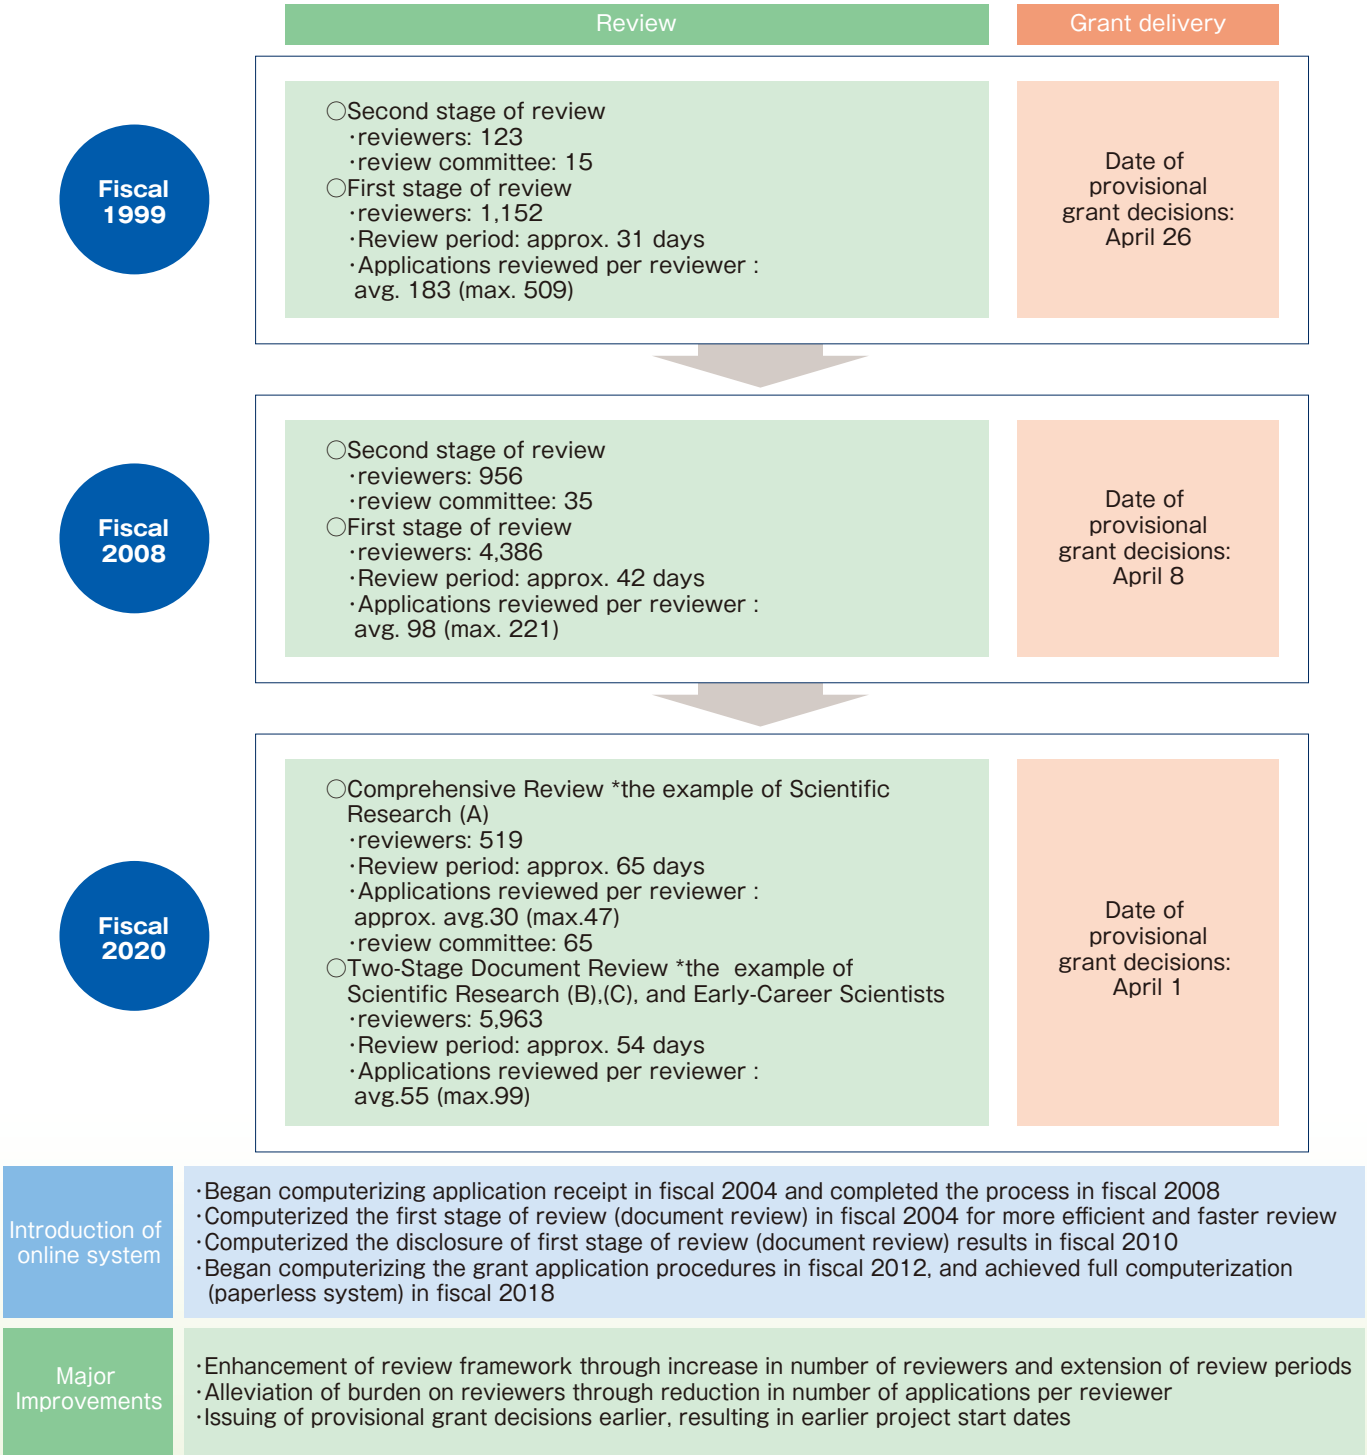 Review
Grant delivery
Fiscal
1999
○Second stage of review
・reviewers: 123
・review committee: 15
○First stage of review
・reviewers: 1,152
・Review period: approx. 31 days
・Applications reviewed per reviewer :
avg. 183 (max. 509)
Date of
provisional
grant decisions:
April 26
Fiscal
2008
○Second stage of review
・reviewers: 956
・review committee: 35
○First stage of review
・reviewers: 4,386
・Review period: approx. 42 days
・Applications reviewed per reviewer :
avg. 98 (max. 221)
Date of
provisional
grant decisions:
April 8
Fiscal
2020
○Comprehensive Review *the example of Scientific
Research (A)
・reviewers: 519
・Review period: approx. 65 days
・Applications reviewed per reviewer :
approx. avg.30 (max.47)
・review committee: 65
○Two-Stage Document Review *the example of
Scientific Research (B),(C), and Early-Career Scientists
・reviewers: 5,963
・Review period: approx. 54 days
・Applications reviewed per reviewer :
avg.55 (max.99)
Date of
provisional
grant decisions:
April 1
Introduction of
online system
・Began computerizing application receipt in fiscal 2004 and completed the process in fiscal 2008
・Computerized the first stage of review (document review) in fiscal 2004 for more efficient and faster review
・Computerized the disclosure of first stage of review (document review) results in fiscal 2010
・Began computerizing the grant application procedures in fiscal 2012, and achieved full computerization
(paperless system) in fiscal 2018
Major
Improvements
・Enhancement of review framework through increase in number of reviewers and extension of review periods
・Alleviation of burden on reviewers through reduction in number of applications per reviewer
・Issuing of provisional grant decisions earlier, resulting in earlier project start dates